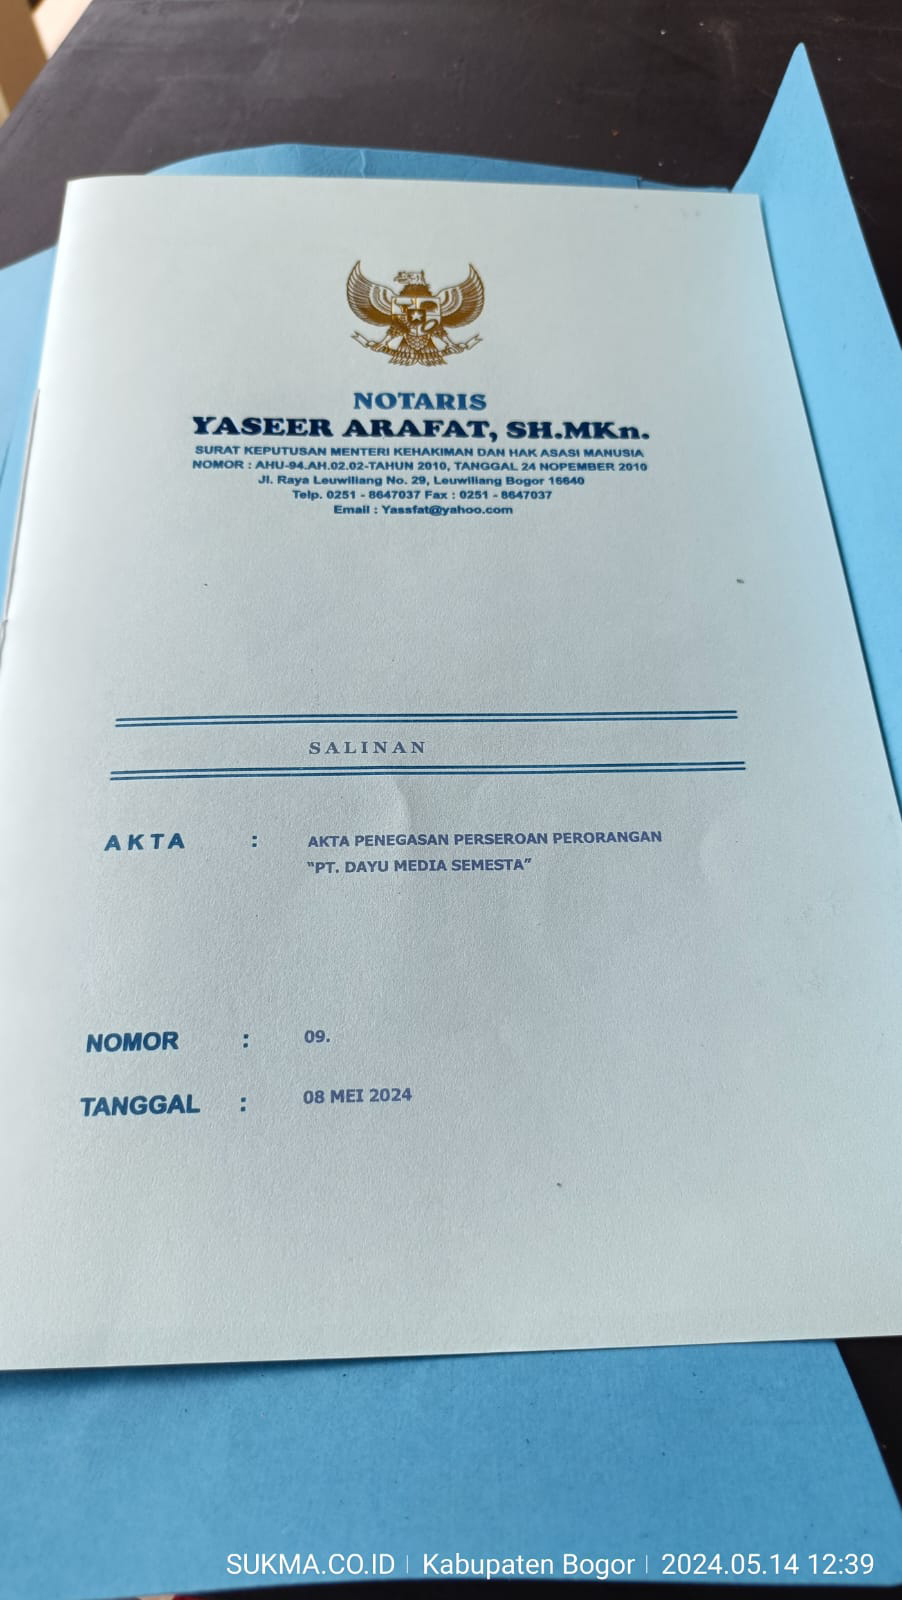 NOTARIS
YASEER ARAFAT, SH.MKn.
SURAT KEPUTUSAN MENTERI KEHAKIMAN DAN HAK ASASI MANUSIA
NOMOR : AHU-94.AH.02.02-TAHUN 2010, TANGGAL 24 NOPEMBER 2010
Jl. Raya Leuwiliang No. 29, Leuwiliang Bogor 16640
Telp. 0251 - 8647037 Fax : 0251 - 8647037
Email : Yassfat@yahoo.com
SALINAN
AKTA : AKTA PENEGASAN PERSEROAN PERORANGAN
"PT. DAYU MEDIA SEMESTA"
NOMOR : 09.
TANGGAL : 08 MEI 2024
SUKMA.CO.ID | Kabupaten Bogor | 2024.05.14 12:39